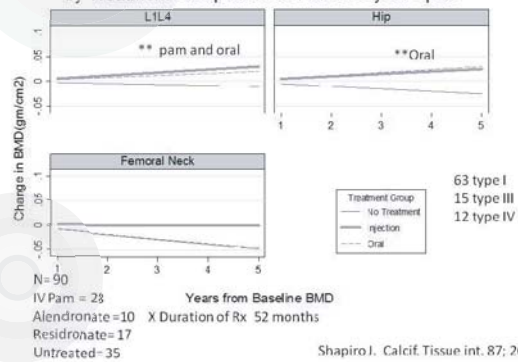 L1L4
Hip
** pam and oral
**Oral
Change in BMD(gm/cm2)
.1
.05
0
-.05
1
2
3
4
5
Femoral Neck
.1
.05
0
-.05
1
2
3
4
5
Years from Baseline BMD
Treatment Group
No Treatment
Injection
Oral
63 type I
15 type III
12 type IV
N=90
IV Pam = 28
Alendronate =10 X Duration of Rx 52 months
Residronate= 17
Untreated= 35
Shapiro J. Calcif. Tissue int. 87;